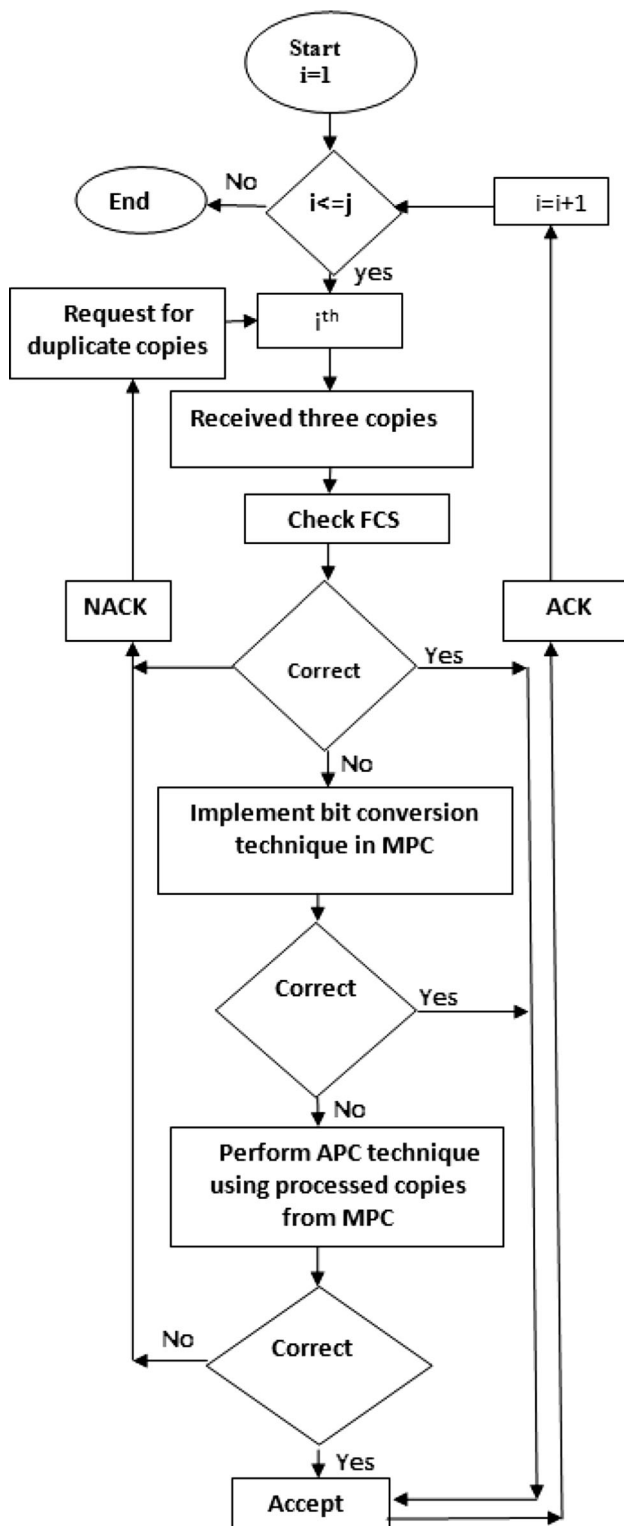 Start
i=1
No
End
i<=j
i=i+1
yes
Request for
duplicate copies
iᵗʰ
Received three copies
Check FCS
NACK
ACK
Correct
Yes
No
Implement bit conversion
technique in MPC
Correct
Yes
No
Perform APC technique
using processed copies
from MPC
No
Correct
Yes
Accept